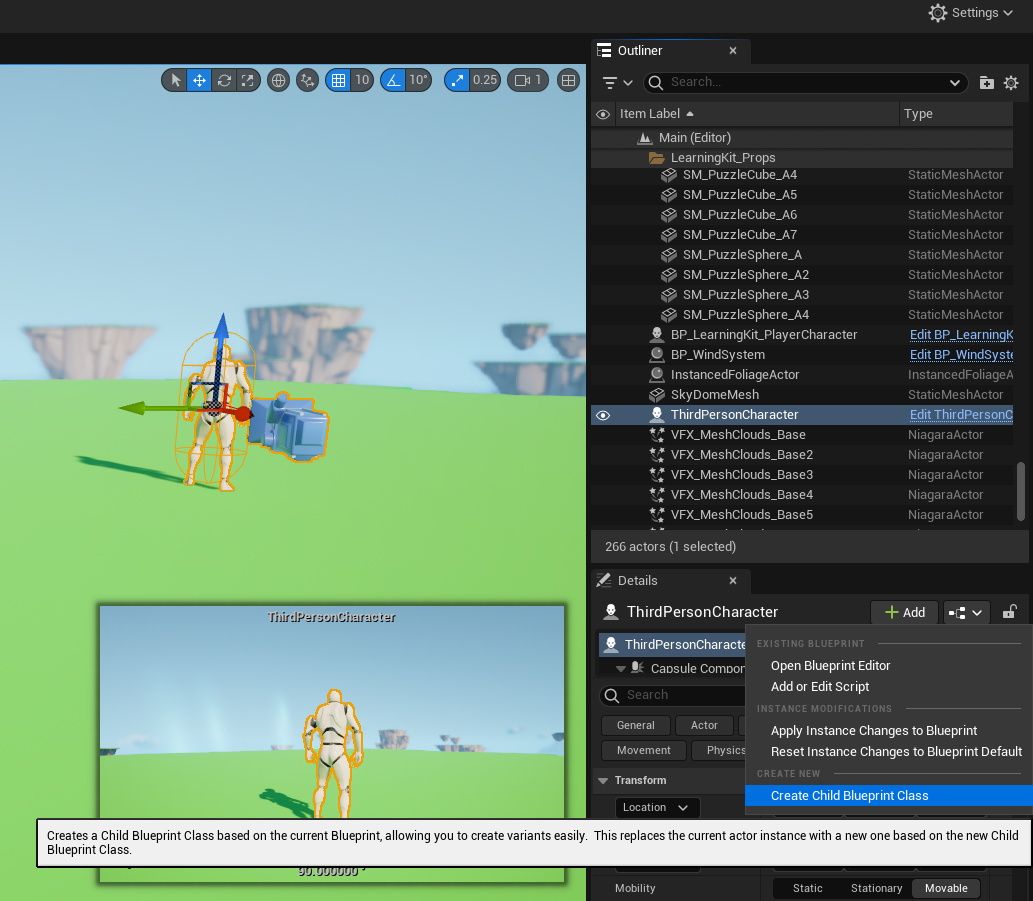 Settings
Outliner
10
10°
0.25
1
Search...
Item Label
Type
Main (Editor)
LearningKit_Props
SM_PuzzleCube_A4 StaticMeshActor
SM_PuzzleCube_A5 StaticMeshActor
SM_PuzzleCube_A6 StaticMeshActor
SM_PuzzleCube_A7 StaticMeshActor
SM_PuzzleSphere_A StaticMeshActor
SM_PuzzleSphere_A2 StaticMeshActor
SM_PuzzleSphere_A3 StaticMeshActor
SM_PuzzleSphere_A4 StaticMeshActor
BP_LearningKit_PlayerCharacter Edit BP_LearningK
BP_WindSystem Edit BP_WindSyste
InstancedFoliageActor InstancedFoliageA
SkyDomeMesh StaticMeshActor
ThirdPersonCharacter Edit ThirdPersonC
VFX_MeshClouds_Base NiagaraActor
VFX_MeshClouds_Base2 NiagaraActor
VFX_MeshClouds_Base3 NiagaraActor
VFX_MeshClouds_Base4 NiagaraActor
VFX_MeshClouds_Base5 NiagaraActor
266 actors (1 selected)
Details
ThirdPersonCharacter
Add
ThirdPersonCharacter
ThirdPersonCharacte
Capsule Compon
Search
General
Actor
Movement
Physics
Transform
Location
EXISTING BLUEPRINT
Open Blueprint Editor
Add or Edit Script
INSTANCE MODIFICATIONS
Apply Instance Changes to Blueprint
Reset Instance Changes to Blueprint Default
CREATE NEW
Create Child Blueprint Class
Creates a Child Blueprint Class based on the current Blueprint, allowing you to create variants easily.  This replaces the current actor instance with a new one based on the new Child
Blueprint Class.
90.000000°
Mobility
Static
Stationary
Movable